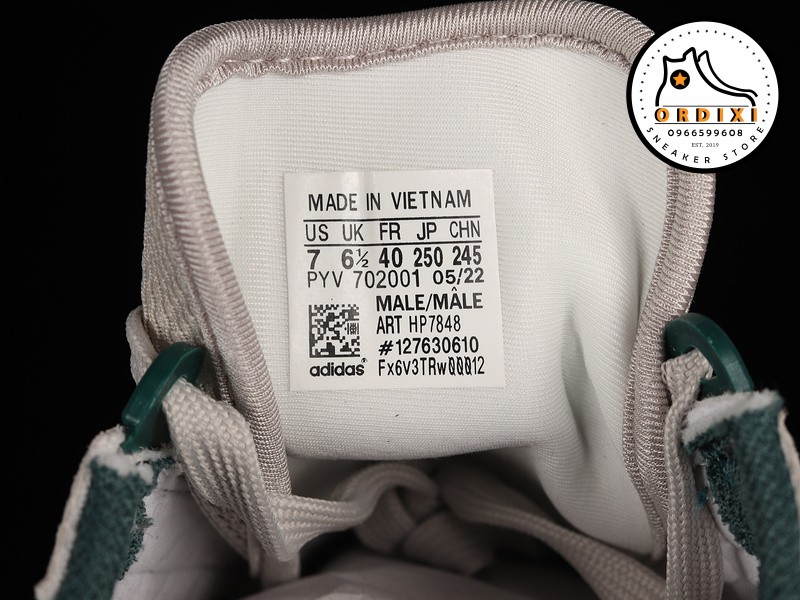 ORDIXI
0966599608
EST. 2019
SNEAKER STORE
MADE IN VIETNAM
US UK FR JP CHN
7 6½ 40 250 245
PYV 702001 05/22
MALE/MÂLE
ART HP7848
#127630610
adidas® Fx6v3TRw00012